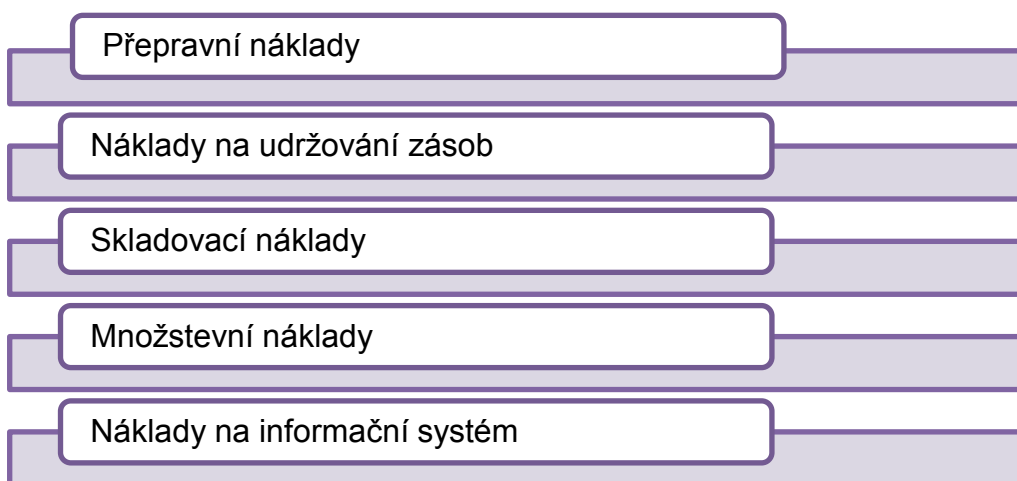 Přepravní náklady
Náklady na udržování zásob
Skladovací náklady
Množstevní náklady
Náklady na informační systém